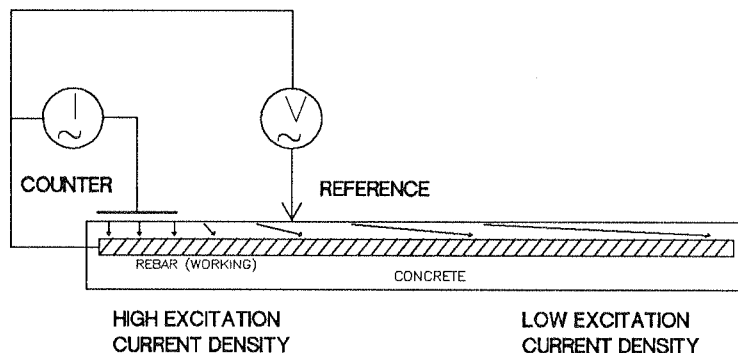 I
~
V
~
COUNTER
REFERENCE
REBAR (WORKING)
CONCRETE
HIGH EXCITATION
CURRENT DENSITY
LOW EXCITATION
CURRENT DENSITY